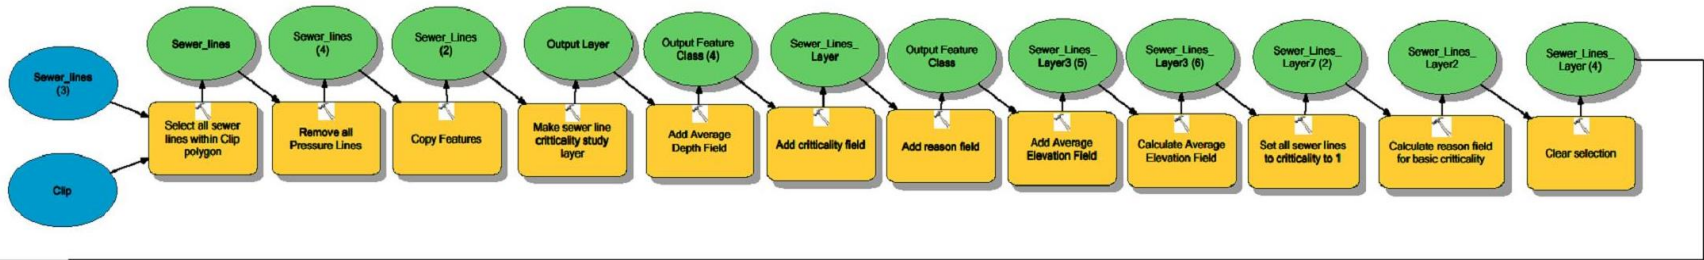 Sewer_lines
(3)
Clip
Sewer_lines
Select all sewer
lines within Clip
polygon
Sewer_lines
(4)
Remove all
Pressure Lines
Sewer_Lines
(2)
Copy Features
Output Layer
Make sewer line
crittcality study
layer
Output Feature
Class (4)
Add Average
Depth Field
Sewer_Lines_
Layer
Add crittcality field
Output Feature
Class
Add reason field
Sewer_Lines_
Layer3 (5)
Add Average
Elevation Field
Sewer_Lines_
Layer3 (6)
Calculate Average
Elevation Field
Sewer_Lines_
Layer7 (2)
Set all sewer lines
to crittcality to 1
Sewer_Lines_
Layer2
Calculate reason field
for basic crittcality
Sewer_Lines_
Layer (4)
Clear selection